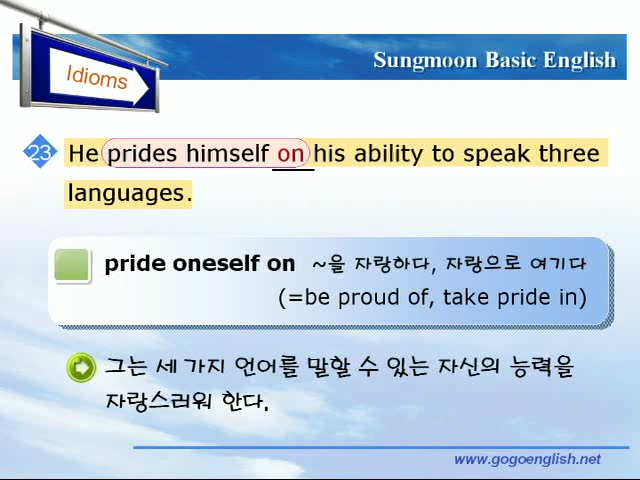 Sungmoon Basic English
Idioms
23 He prides himself on his ability to speak three
languages.
pride oneself on ~을 자랑하다, 자랑으로 여기다
(=be proud of, take pride in)
그는 세 가지 언어를 말할 수 있는 자신의 능력을
자랑스러워 한다.
www.gogoenglish.net